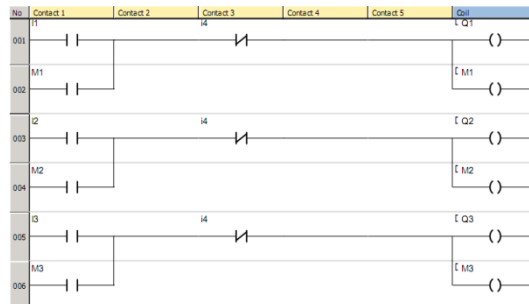 No Contact 1 Contact 2 Contact 3 Contact 4 Contact 5 Coil
001 I1 i4 [ Q1
002 M1 [ M1
003 I2 i4 [ Q2
004 M2 [ M2
005 I3 i4 [ Q3
006 M3 [ M3